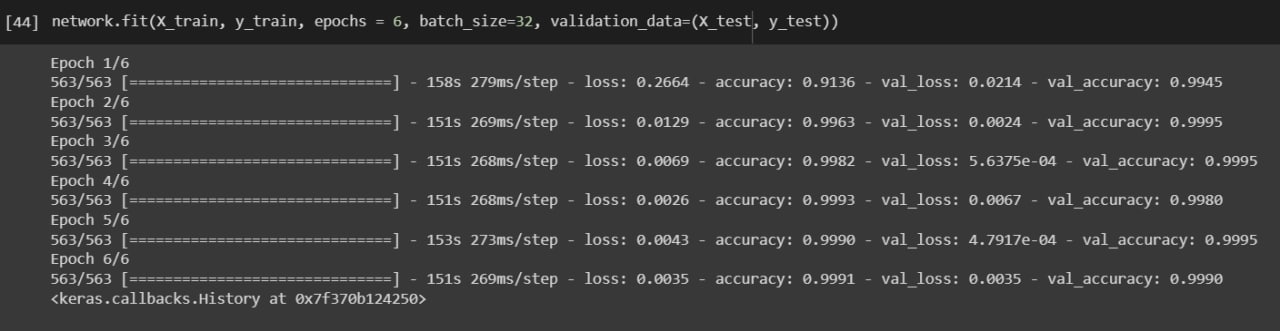 [44] network.fit(X_train, y_train, epochs = 6, batch_size=32, validation_data=(X_test, y_test))
Epoch 1/6
563/563 [==============================] - 158s 279ms/step - loss: 0.2664 - accuracy: 0.9136 - val_loss: 0.0214 - val_accuracy: 0.9945
Epoch 2/6
563/563 [==============================] - 151s 269ms/step - loss: 0.0129 - accuracy: 0.9963 - val_loss: 0.0024 - val_accuracy: 0.9995
Epoch 3/6
563/563 [==============================] - 151s 268ms/step - loss: 0.0069 - accuracy: 0.9982 - val_loss: 5.6375e-04 - val_accuracy: 0.9995
Epoch 4/6
563/563 [==============================] - 151s 268ms/step - loss: 0.0026 - accuracy: 0.9993 - val_loss: 0.0067 - val_accuracy: 0.9980
Epoch 5/6
563/563 [==============================] - 153s 273ms/step - loss: 0.0043 - accuracy: 0.9990 - val_loss: 4.7917e-04 - val_accuracy: 0.9995
Epoch 6/6
563/563 [==============================] - 151s 269ms/step - loss: 0.0035 - accuracy: 0.9991 - val_loss: 0.0035 - val_accuracy: 0.9990
<keras.callbacks.History at 0x7f370b124250>